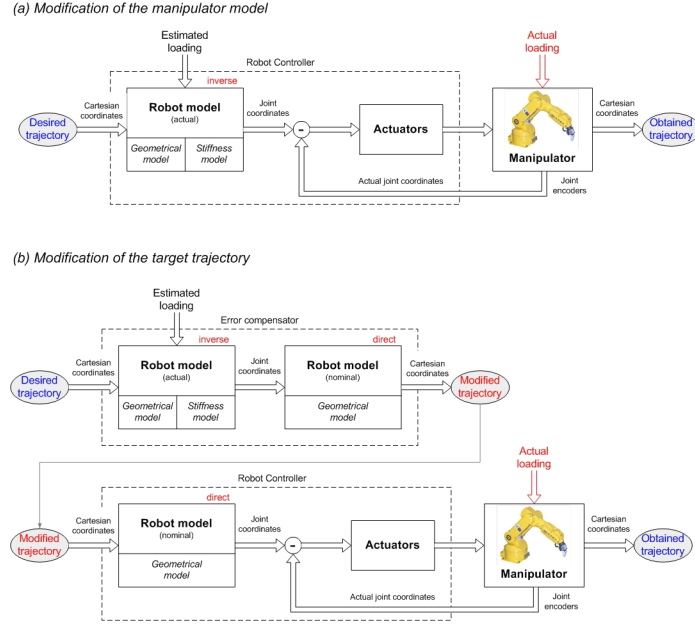 (a) Modification of the manipulator model
Estimated
loading
Actual
loading
Robot Controller
inverse
Desired
trajectory
Cartesian
coordinates
Robot model
(actual)
Geometrical
model
Stiffness
model
Joint
coordinates
-
Actuators
Manipulator
Cartesian
coordinates
Obtained
trajectory
Actual joint coordinates
Joint
encoders
(b) Modification of the target trajectory
Estimated
loading
Error compensator
inverse
direct
Desired
trajectory
Cartesian
coordinates
Robot model
(actual)
Geometrical
model
Stiffness
model
Joint
coordinates
Robot model
(nominal)
Geometrical
model
Cartesian
coordinates
Modified
trajectory
Actual
loading
Robot Controller
direct
Modified
trajectory
Cartesian
coordinates
Robot model
(nominal)
Geometrical
model
Joint
coordinates
-
Actuators
Manipulator
Cartesian
coordinates
Obtained
trajectory
Actual joint coordinates
Joint
encoders